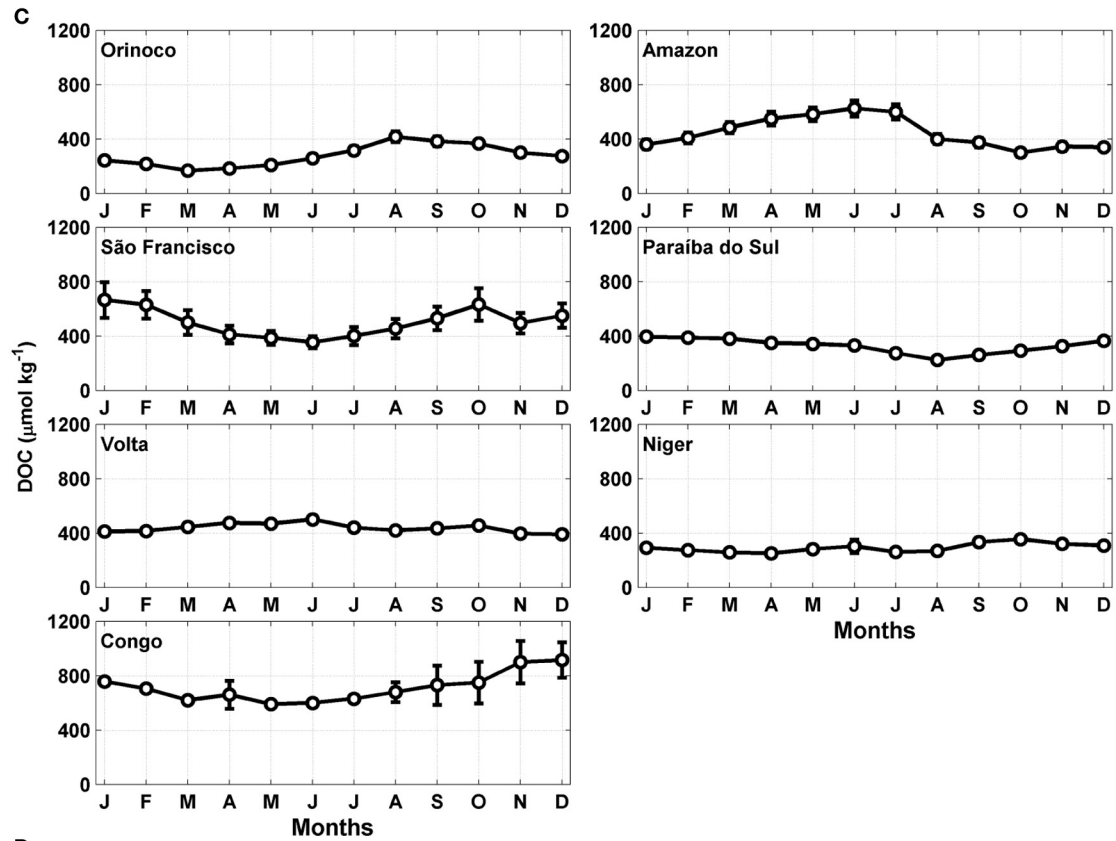 C
1200
800
400
0
Orinoco
J F M A M J J A S O N D
1200
800
400
0
Amazon
J F M A M J J A S O N D
1200
800
400
0
São Francisco
J F M A M J J A S O N D
1200
800
400
0
Paraíba do Sul
J F M A M J J A S O N D
DOC (μmol kg⁻¹)
1200
800
400
0
Volta
J F M A M J J A S O N D
1200
800
400
0
Niger
J F M A M J J A S O N D
Months
1200
800
400
0
Congo
J F M A M J J A S O N D
Months